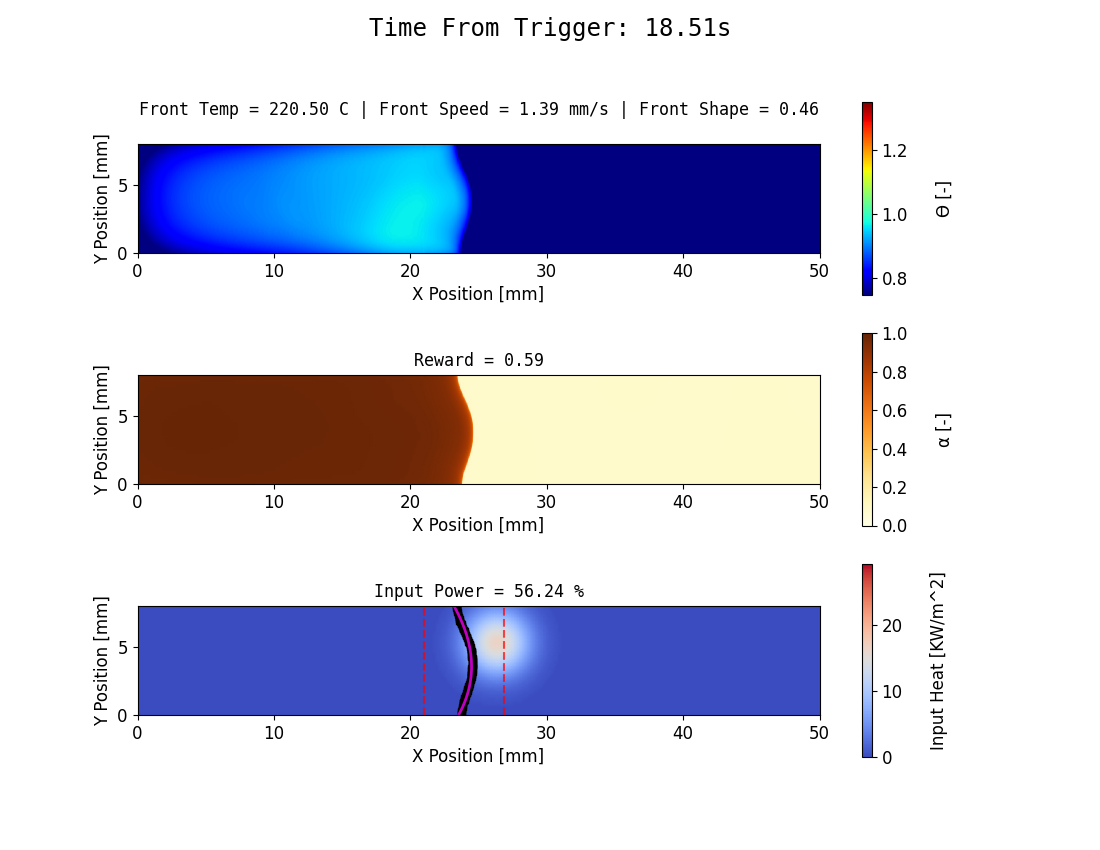 Time From Trigger: 18.51s
Front Temp = 220.50 C | Front Speed = 1.39 mm/s | Front Shape = 0.46
Y Position [mm]
5
0
0 10 20 30 40 50
X Position [mm]
1.2
1.0
0.8
Θ [-]
Reward = 0.59
Y Position [mm]
5
0
0 10 20 30 40 50
X Position [mm]
1.0
0.8
0.6
0.4
0.2
0.0
α [-]
Input Power = 56.24 %
Y Position [mm]
5
0
0 10 20 30 40 50
X Position [mm]
20
10
0
Input Heat [KW/m^2]